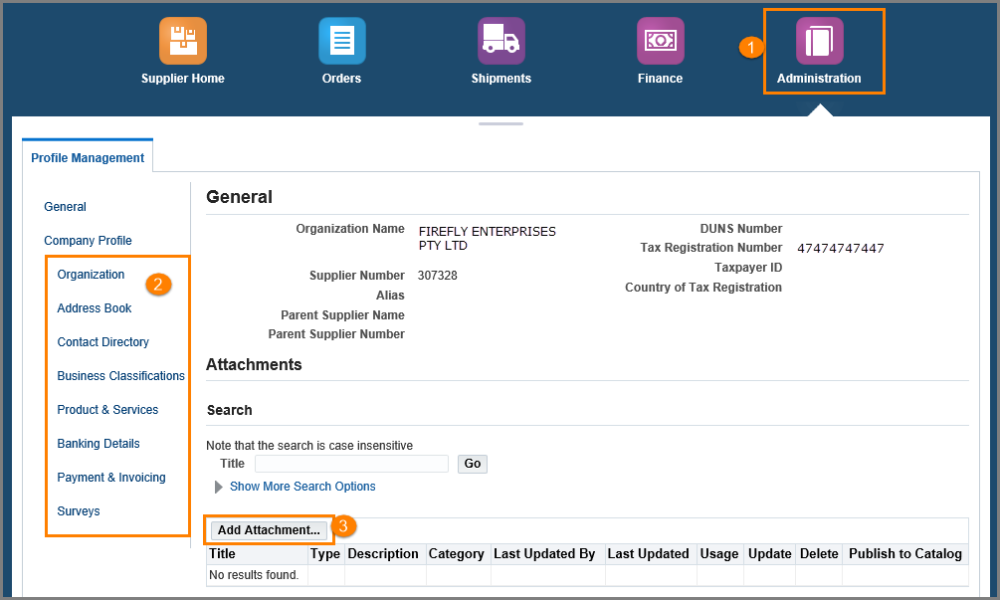 Supplier Home
Orders
Shipments
Finance
1
Administration
Profile Management
General
Company Profile
Organization
2
Address Book
Contact Directory
Business Classifications
Product & Services
Banking Details
Payment & Invoicing
Surveys
General
Organization Name FIREFLY ENTERPRISES
PTY LTD
Supplier Number 307328
Alias
Parent Supplier Name
Parent Supplier Number
DUNS Number
Tax Registration Number 47474747447
Taxpayer ID
Country of Tax Registration
Attachments
Search
Note that the search is case insensitive
Title Go
Show More Search Options
Add Attachment... 3
Title Type Description Category Last Updated By Last Updated Usage Update Delete Publish to Catalog
No results found.